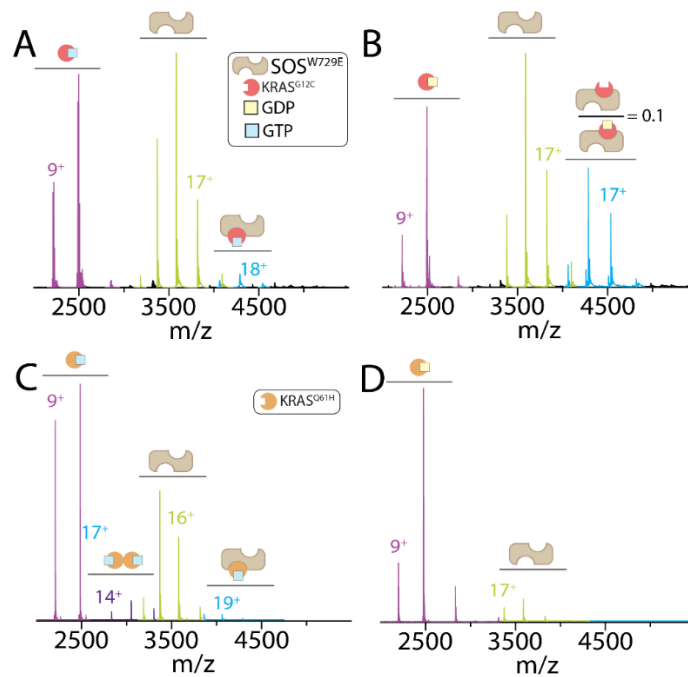 A
SOS^W729E
KRAS^G12C
GDP
GTP
9⁺
17⁺
18⁺
2500 3500 4500
m/z
B
= 0.1
9⁺
17⁺
17⁺
2500 3500 4500
m/z
C
KRAS^Q61H
9⁺
17⁺
14⁺
16⁺
19⁺
2500 3500 4500
m/z
D
9⁺
17⁺
2500 3500 4500
m/z